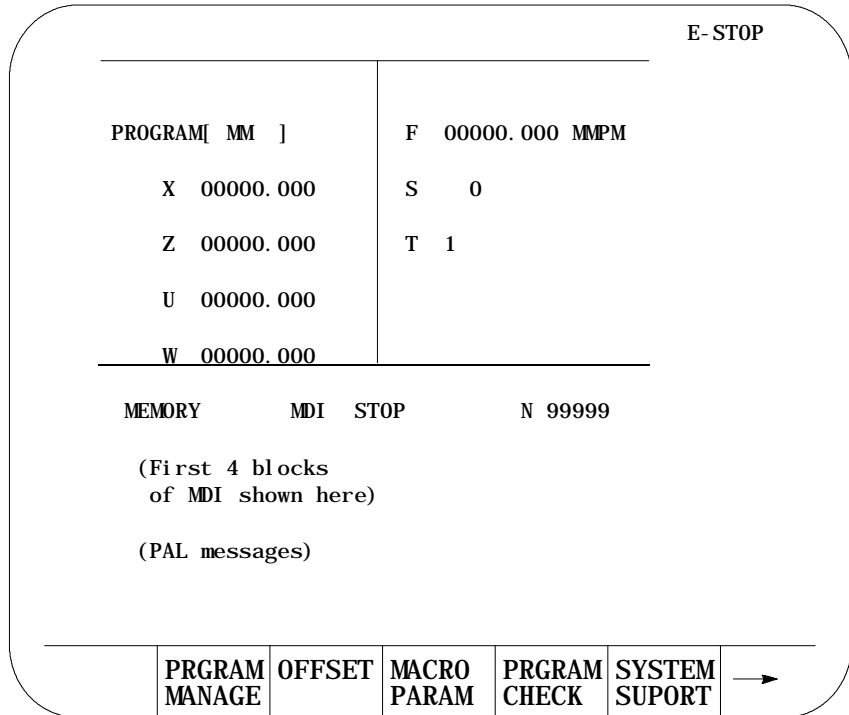 E-STOP
PROGRAM[ MM ] F 00000.000 MMPM
X 00000.000 S 0
Z 00000.000 T 1
U 00000.000
W 00000.000
MEMORY MDI STOP N 99999
(First 4 blocks
of MDI shown here)
(PAL messages)
PRGRAM OFFSET MACRO PRGRAM SYSTEM
MANAGE PARAM CHECK SUPORT